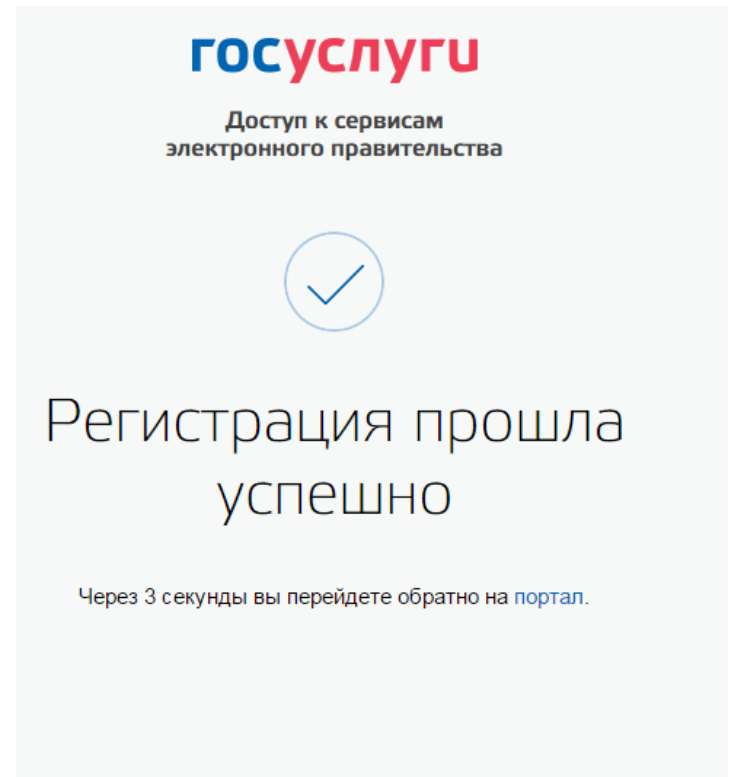 госуслуги
Доступ к сервисам
электронного правительства
Регистрация прошла
успешно
Через 3 секунды вы перейдете обратно на портал.